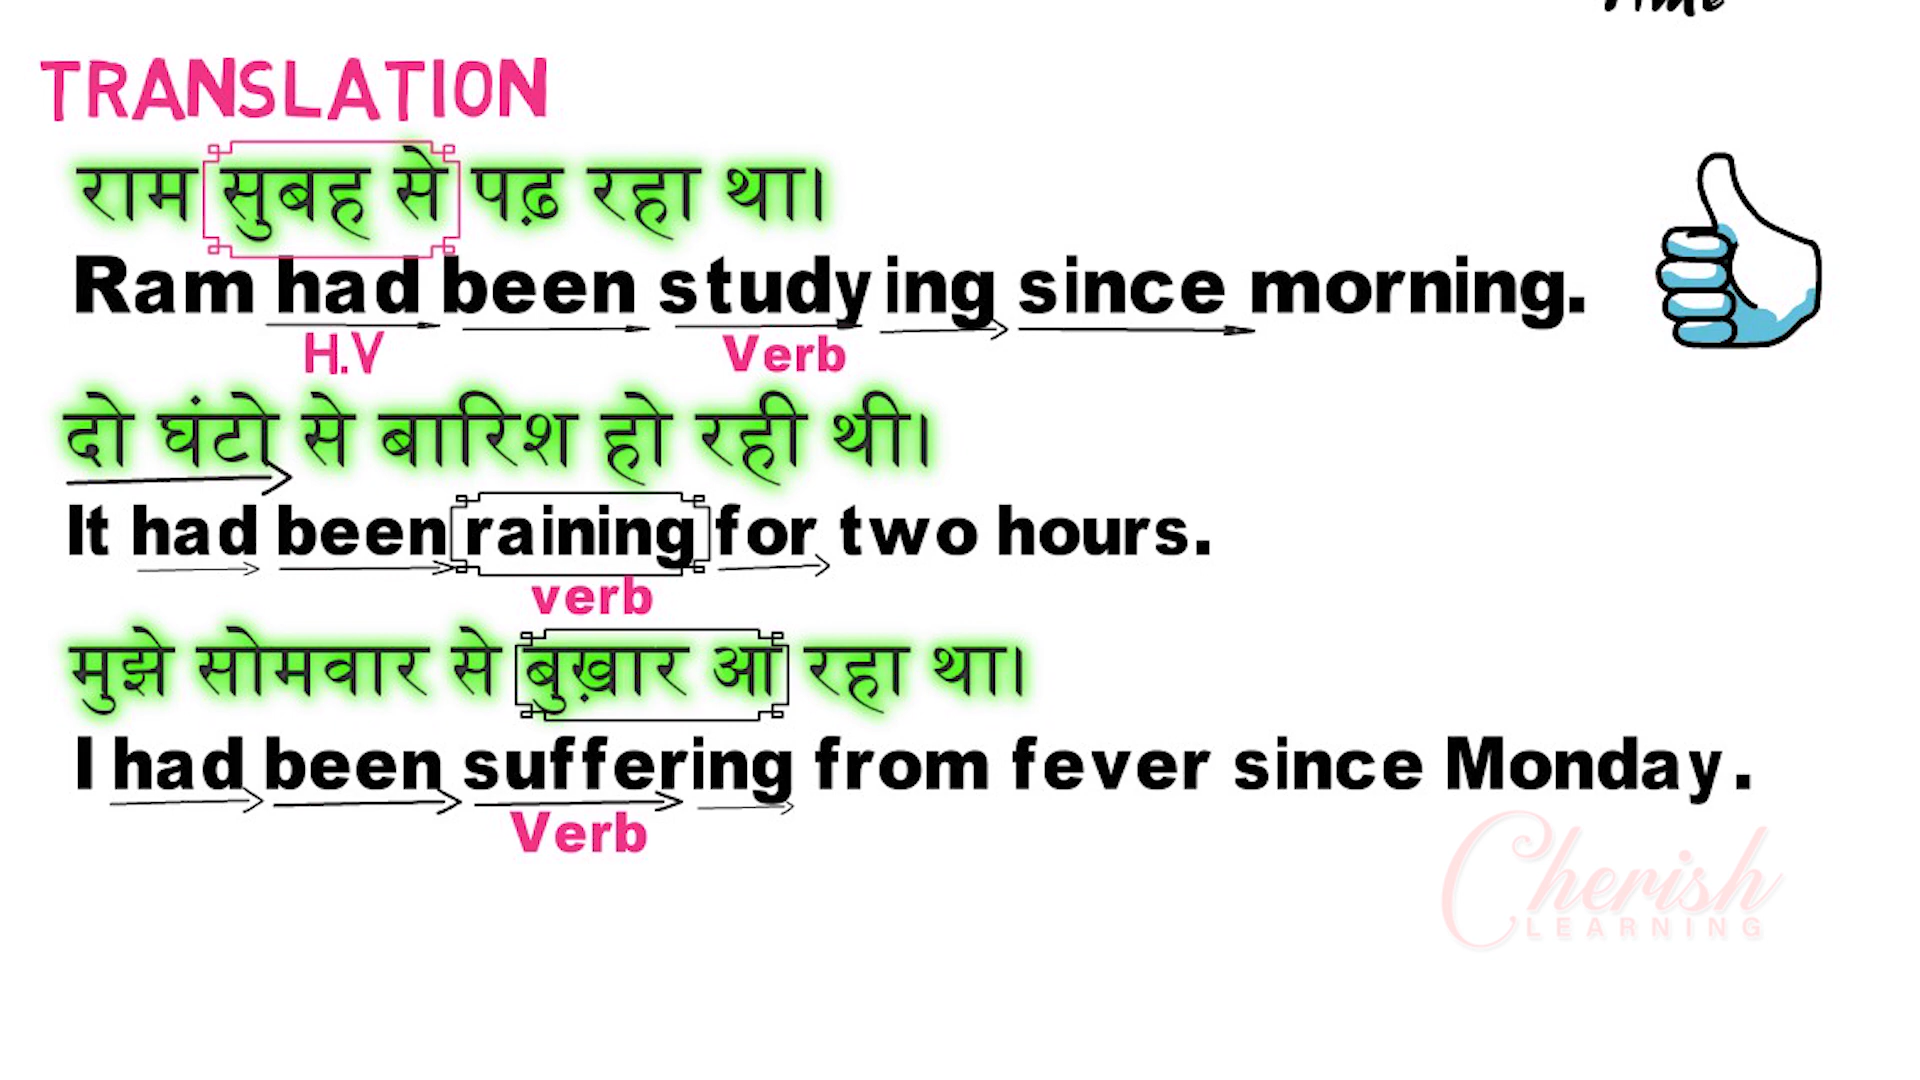 TRANSLATION
राम सुबह से पढ़ रहा था।
Ram had been studying since morning.
H.V Verb
दो घंटो से बारिश हो रही थी।
It had been raining for two hours.
verb
मुझे सोमवार से बुख़ार आ रहा था।
I had been suffering from fever since Monday.
Verb
Cherish
LEARNING